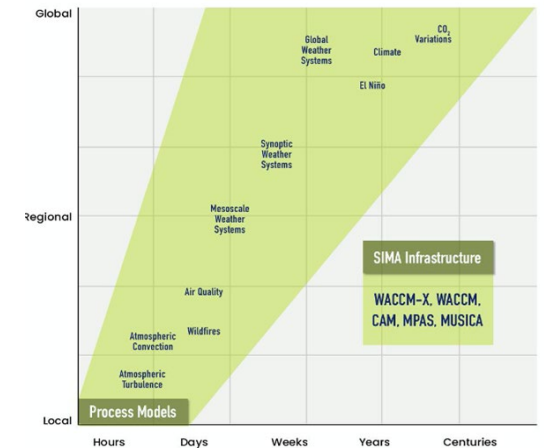 Global
CO₂
Variations
Global
Weather
Systems
Climate
El Niño
Synoptic
Weather
Systems
Mesoscale
Weather
Systems
Regional
SIMA Infrastructure
WACCM-X, WACCM,
CAM, MPAS, MUSICA
Air Quality
Wildfires
Atmospheric
Convection
Atmospheric
Turbulence
Process Models
Local
Hours Days Weeks Years Centuries